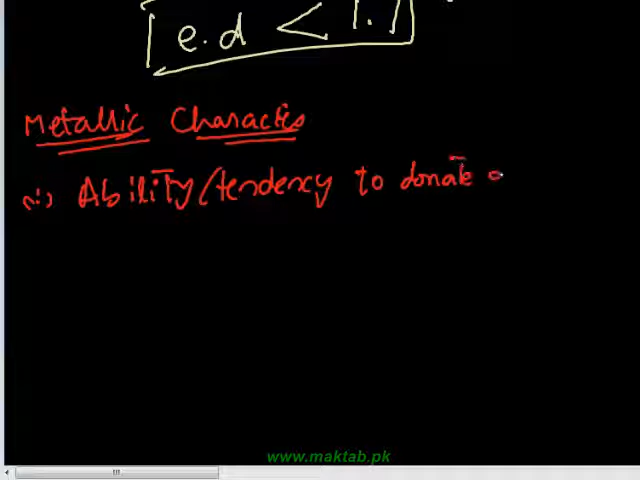 e.d < 1.7
Metallic Character
(i) Ability/tendency to donate
www.maktab.pk